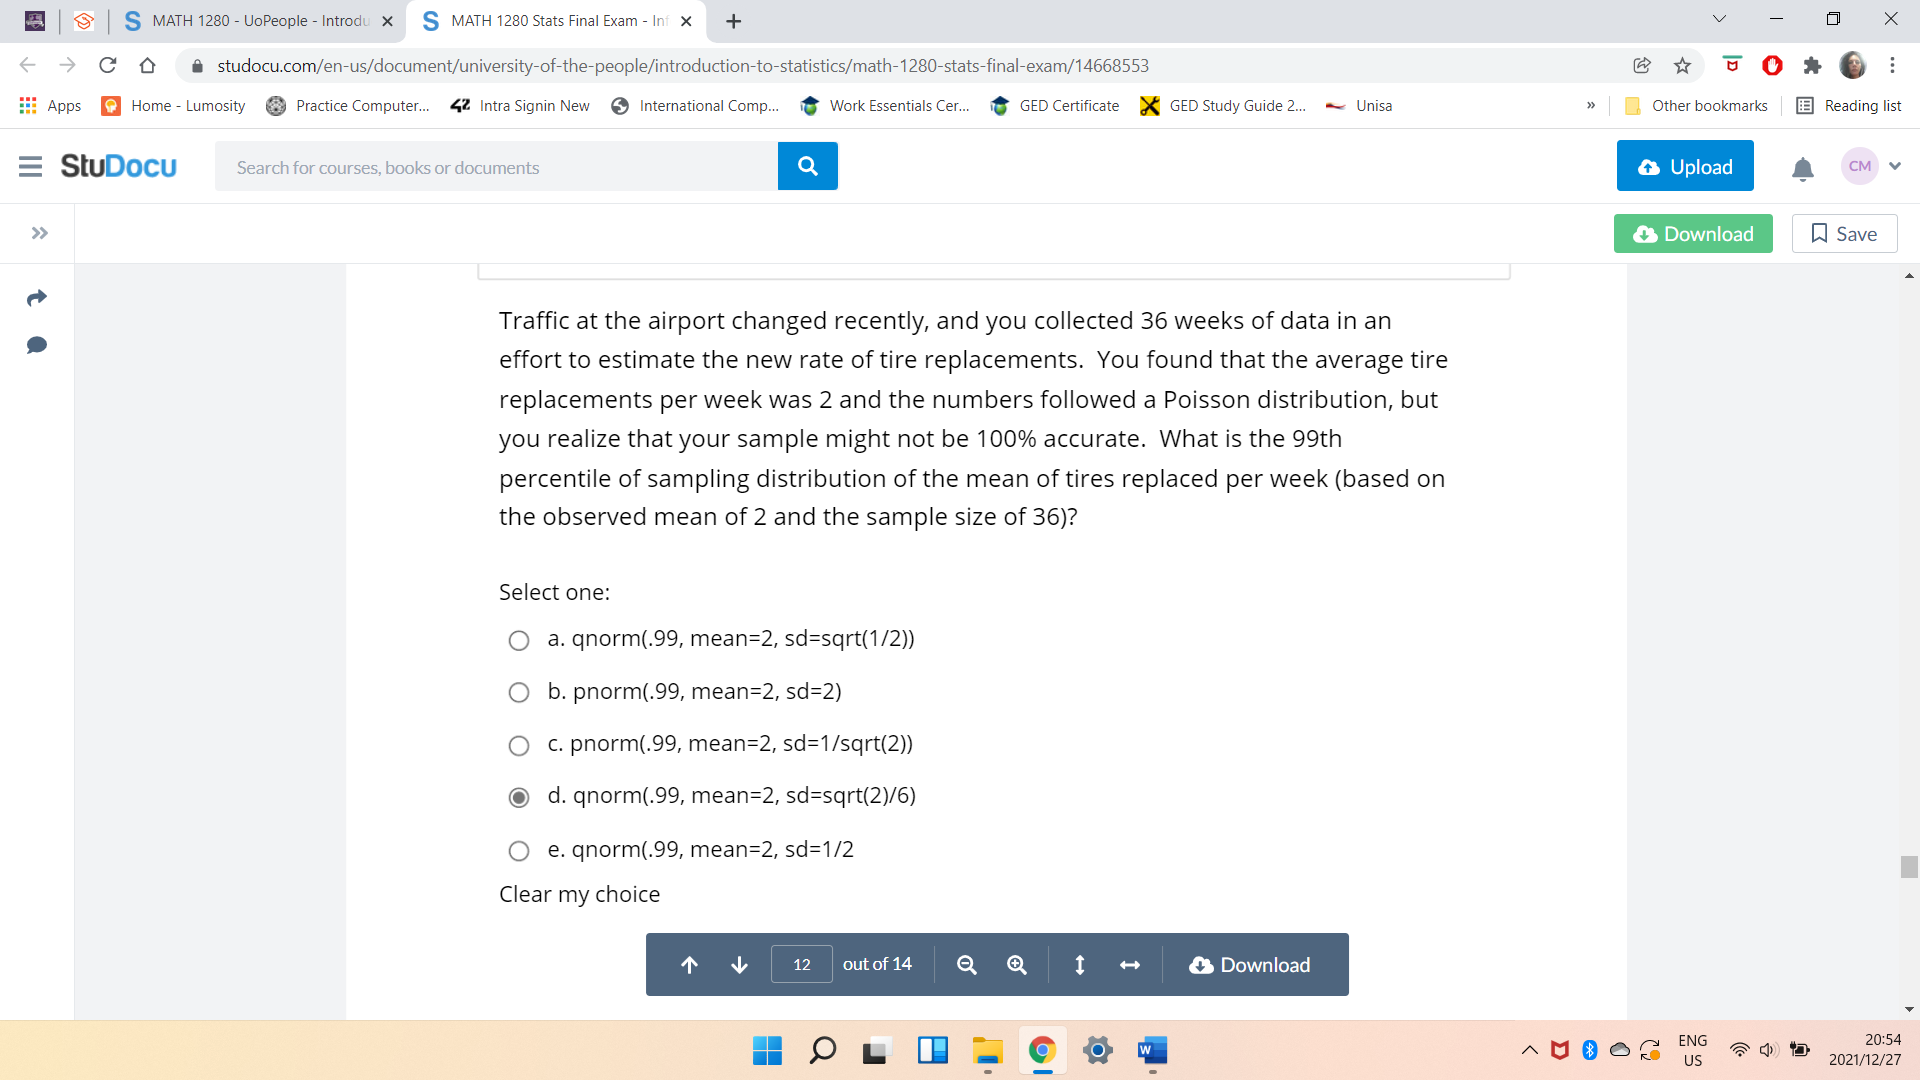 MATH 1280 - UoPeople - Introdu
MATH 1280 Stats Final Exam - Inf
studocu.com/en-us/document/university-of-the-people/introduction-to-statistics/math-1280-stats-final-exam/14668553
Apps Home - Lumosity Practice Computer... 42 Intra Signin New International Comp... Work Essentials Cer... GED Certificate GED Study Guide 2... Unisa » Other bookmarks Reading list
StuDocu Search for courses, books or documents Upload CM
Download Save
Traffic at the airport changed recently, and you collected 36 weeks of data in an
effort to estimate the new rate of tire replacements. You found that the average tire
replacements per week was 2 and the numbers followed a Poisson distribution, but
you realize that your sample might not be 100% accurate. What is the 99th
percentile of sampling distribution of the mean of tires replaced per week (based on
the observed mean of 2 and the sample size of 36)?
Select one:
a. qnorm(.99, mean=2, sd=sqrt(1/2))
b. pnorm(.99, mean=2, sd=2)
c. pnorm(.99, mean=2, sd=1/sqrt(2))
d. qnorm(.99, mean=2, sd=sqrt(2)/6)
e. qnorm(.99, mean=2, sd=1/2
Clear my choice
12 out of 14 Download
ENG
US
20:54
2021/12/27